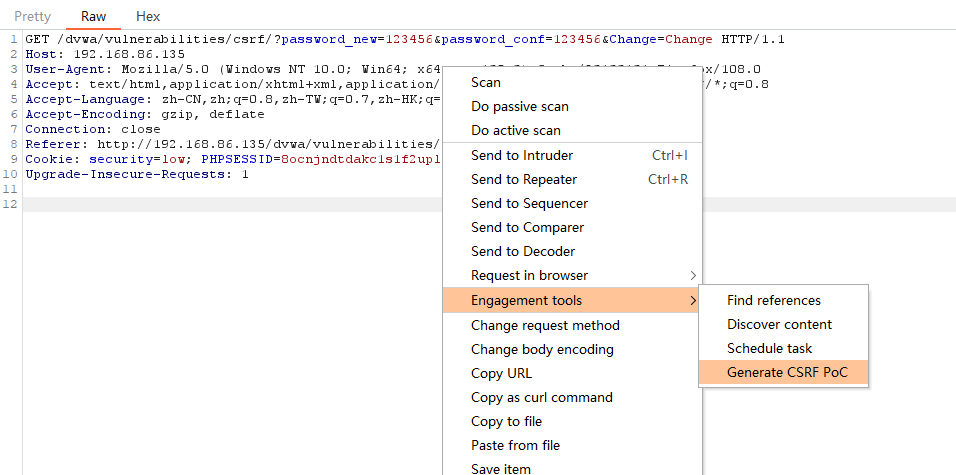 Pretty Raw Hex
1 GET /dvwa/vulnerabilities/csrf/?password_new=123456&password_conf=123456&Change=Change HTTP/1.1
2 Host: 192.168.86.135
3 User-Agent: Mozilla/5.0 (Windows NT 10.0; Win64; x64 /108.0
4 Accept: text/html,application/xhtml+xml,application/ /*;q=0.8
5 Accept-Language: zh-CN,zh;q=0.8,zh-TW;q=0.7,zh-HK;q=
6 Accept-Encoding: gzip, deflate
7 Connection: close
8 Referer: http://192.168.86.135/dvwa/vulnerabilities/
9 Cookie: security=low; PHPSESSID=8ocnjndtdakc1s1f2upl
10 Upgrade-Insecure-Requests: 1
11
12
Scan
Do passive scan
Do active scan
Send to Intruder Ctrl+I
Send to Repeater Ctrl+R
Send to Sequencer
Send to Comparer
Send to Decoder
Request in browser
Engagement tools
Change request method
Change body encoding
Copy URL
Copy as curl command
Copy to file
Paste from file
Save item
Find references
Discover content
Schedule task
Generate CSRF PoC